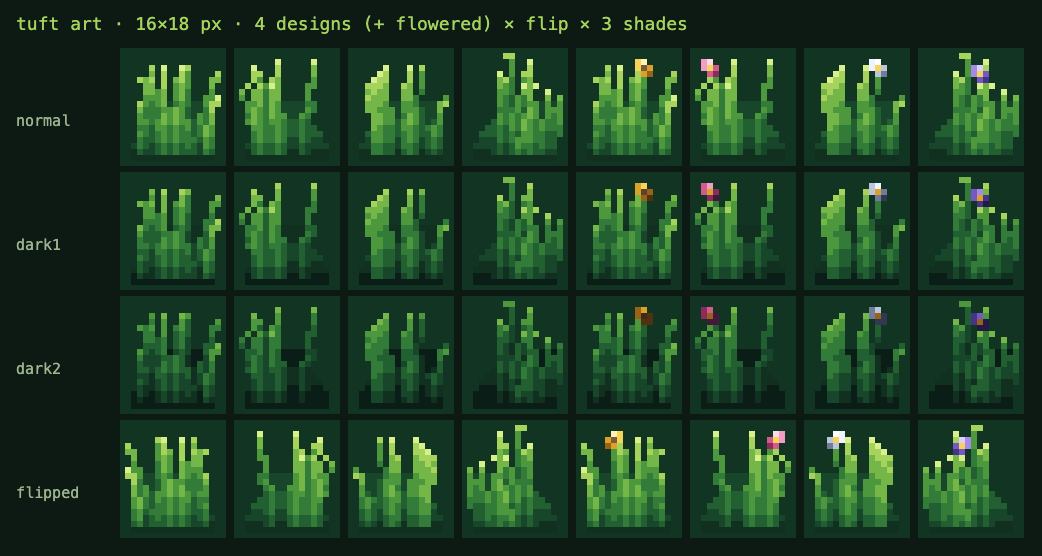 tuft art · 16×18 px · 4 designs (+ flowered) × flip × 3 shades
normal
dark1
dark2
flipped